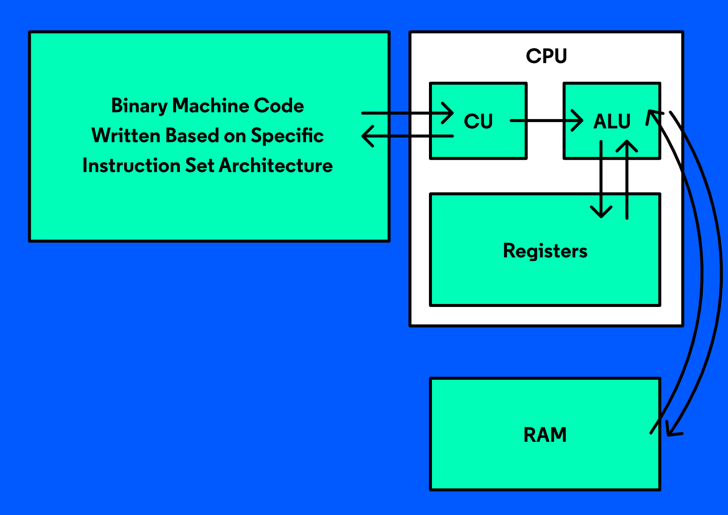 CPU
Binary Machine Code
Written Based on Specific
Instruction Set Architecture
CU
ALU
Registers
RAM